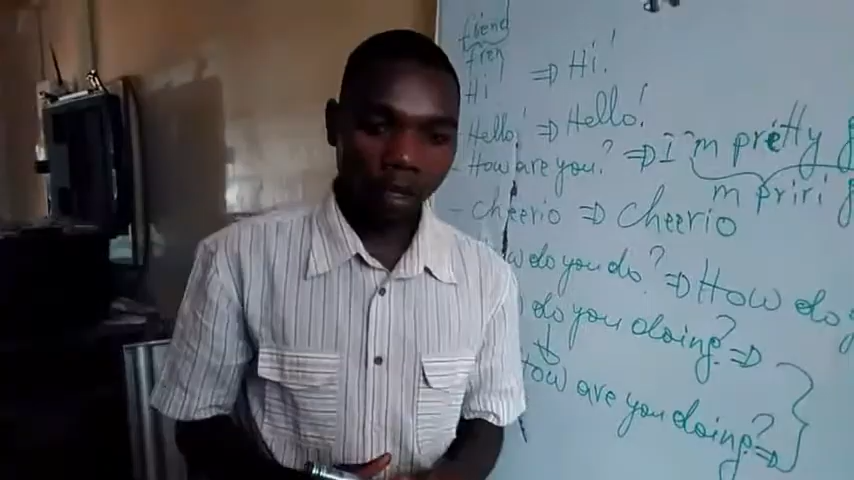 friend
fren
Hi! => Hi!
Hello! => Hello!
- How are you? => I'm pretty
m priri
- cheerio => Cheerio
do you do? => How do
do you doing? =>
How are you doing? =>